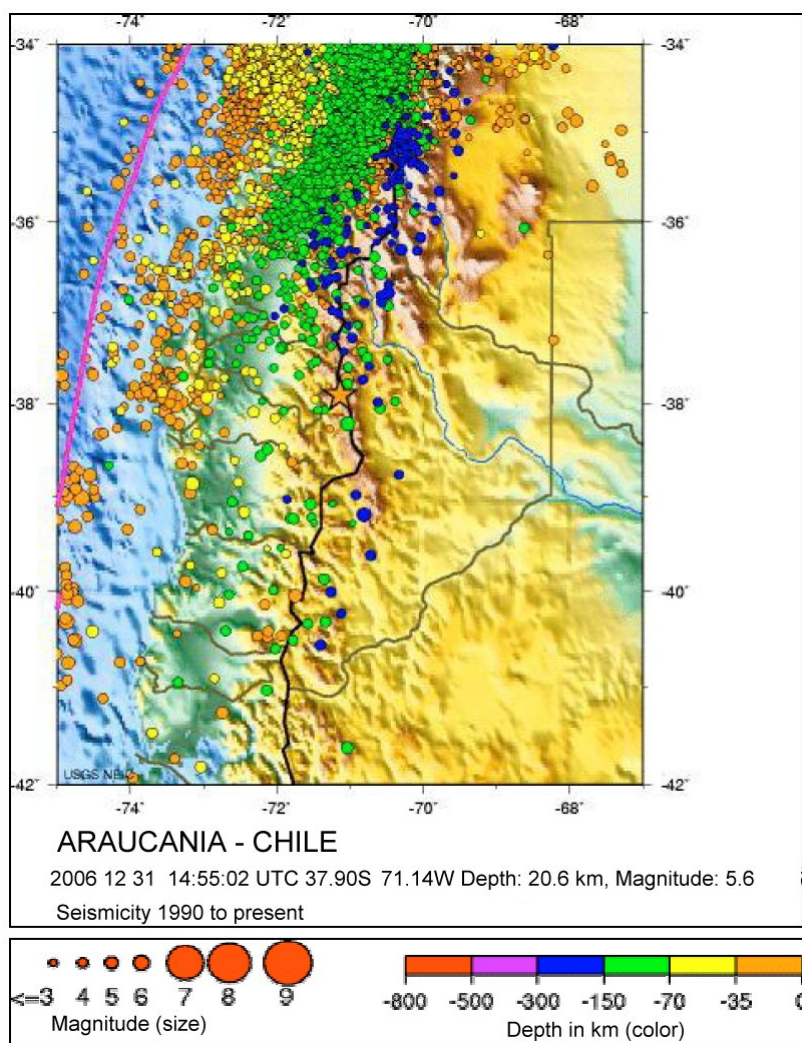 -74˚ -72˚ -70˚ -68˚
-34˚ -34˚
-36˚ -36˚
-38˚ -38˚
-40˚ -40˚
-42˚ -42˚
USGS NEIC
-74˚ -72˚ -70˚ -68˚
ARAUCANIA - CHILE
2006 12 31 14:55:02 UTC 37.90S 71.14W Depth: 20.6 km, Magnitude: 5.6
Seismicity 1990 to present
<=3 4 5 6 7 8 9
Magnitude (size)
-800 -500 -300 -150 -70 -35 0
Depth in km (color)